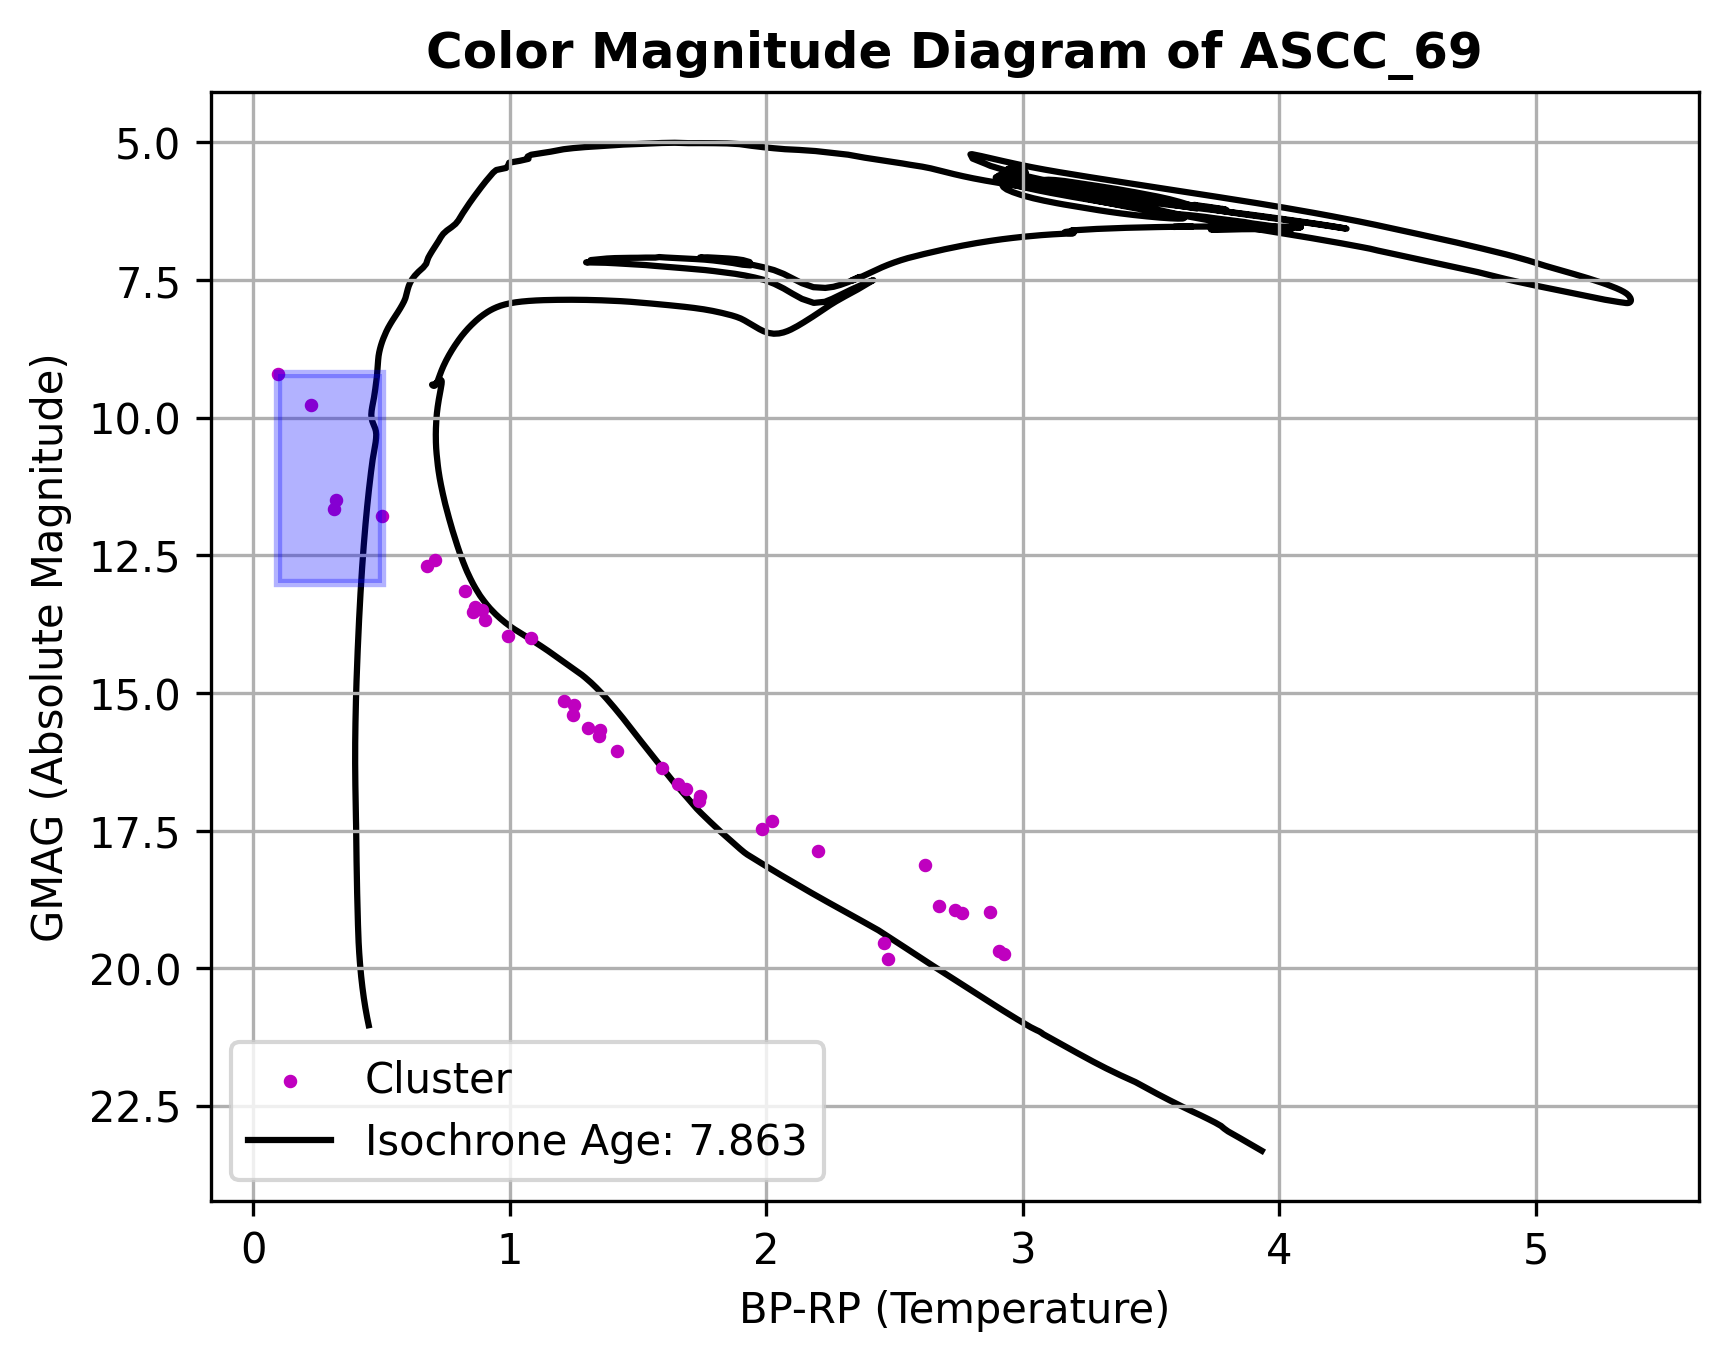 Color Magnitude Diagram of ASCC_69
GMAG (Absolute Magnitude)
5.0
7.5
10.0
12.5
15.0
17.5
20.0
22.5
Cluster
Isochrone Age: 7.863
0 1 2 3 4 5
BP-RP (Temperature)